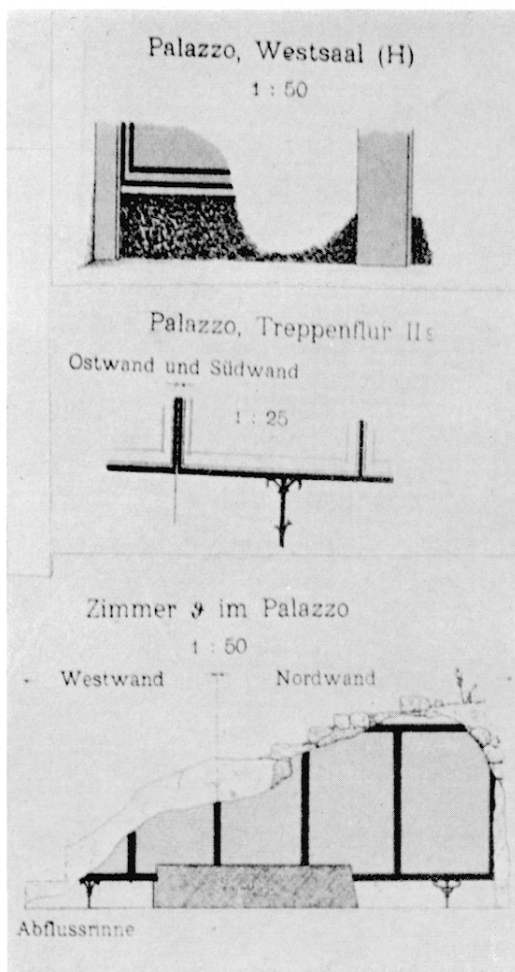 Palazzo, Westsaal (H)
1 : 50
Palazzo, Treppenflur IIs
Ostwand und Südwand
1 : 25
Zimmer ϑ im Palazzo
1 : 50
Westwand Nordwand
Abflussrinne